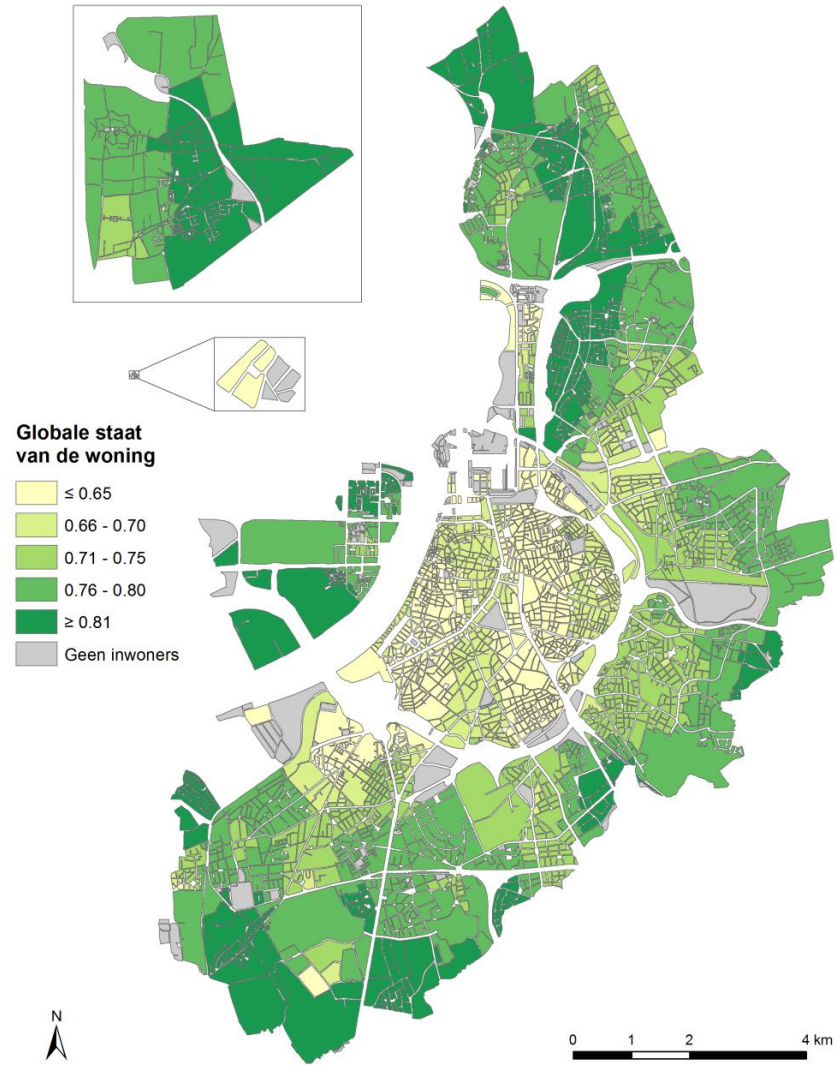 Globale staat
van de woning
≤ 0.65
0.66 - 0.70
0.71 - 0.75
0.76 - 0.80
≥ 0.81
Geen inwoners
N
0 1 2 4 km